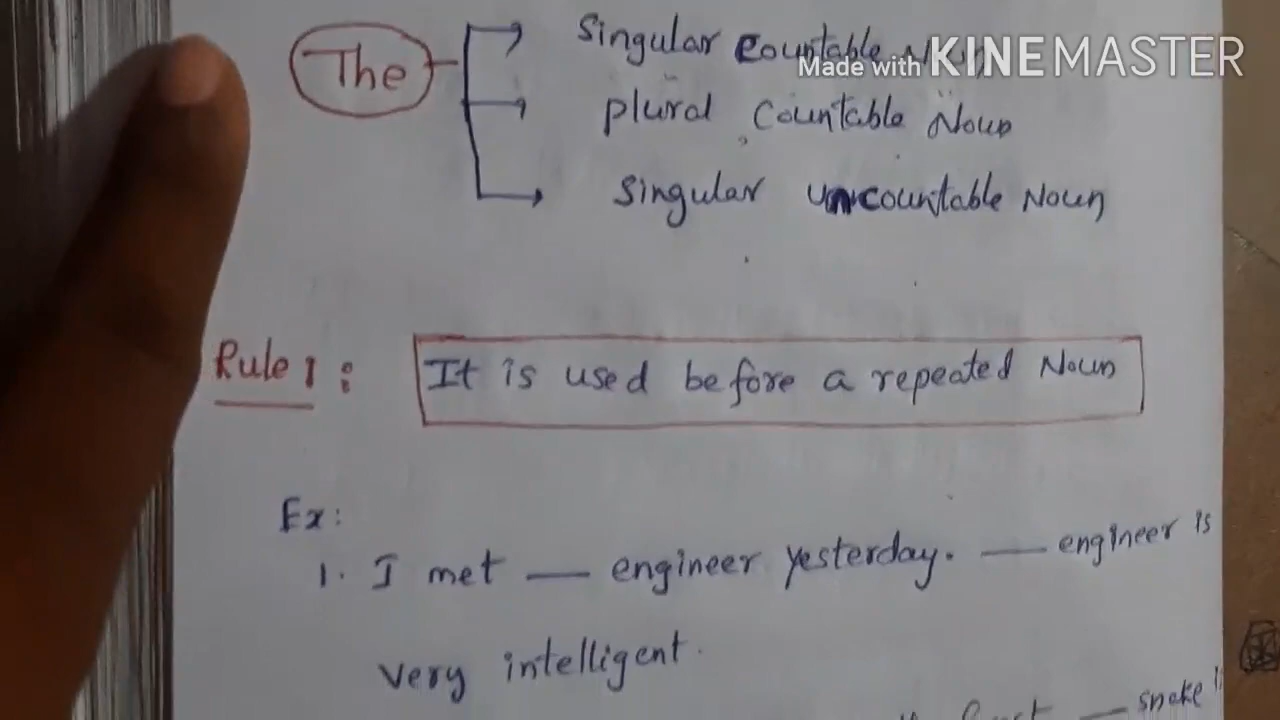 The
Singular Countable Noun
Made with KINEMASTER
plural Countable Noun
Singular uncountable Noun
Rule 1 :
It is used before a repeated Noun
Ex:
1. I met — engineer yesterday. — engineer is
very intelligent.
— snake